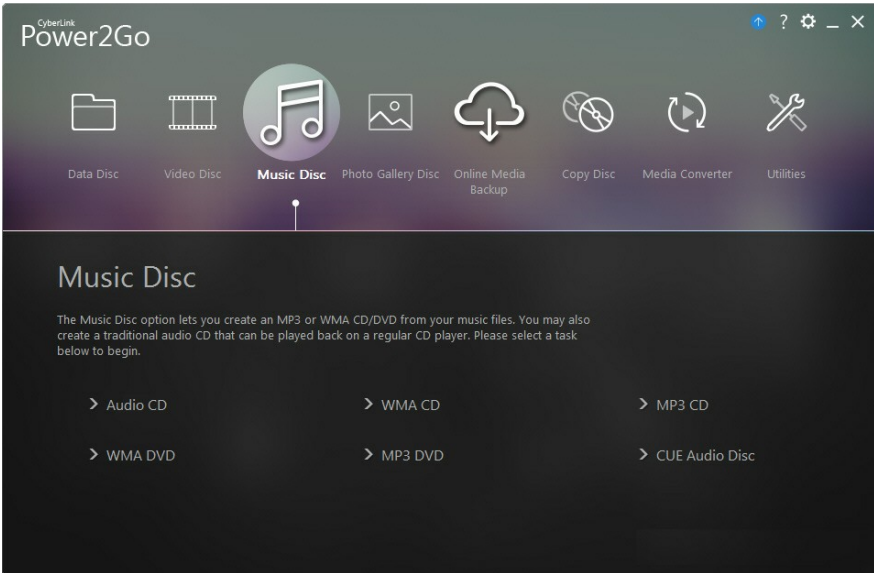 CyberLink
Power2Go
?
Data Disc
Video Disc
Music Disc
Photo Gallery Disc
Online Media
Backup
Copy Disc
Media Converter
Utilities
Music Disc
The Music Disc option lets you create an MP3 or WMA CD/DVD from your music files. You may also
create a traditional audio CD that can be played back on a regular CD player. Please select a task
below to begin.
> Audio CD
> WMA CD
> MP3 CD
> WMA DVD
> MP3 DVD
> CUE Audio Disc